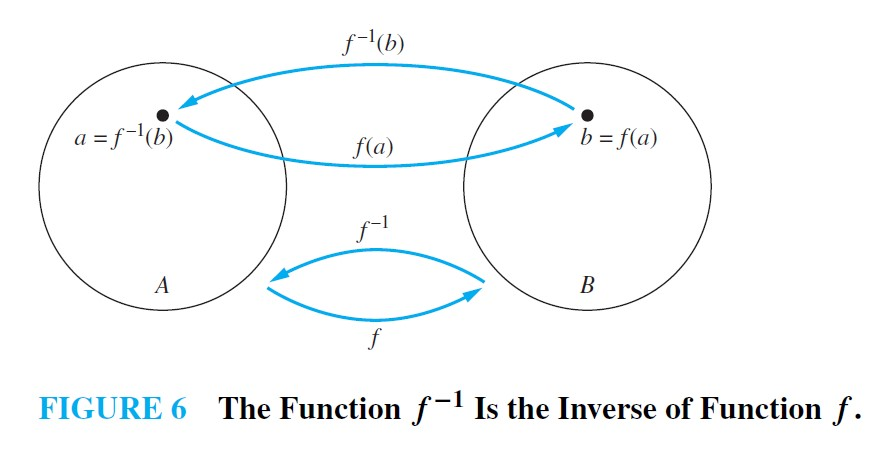 f⁻¹(b)
a = f⁻¹(b)
f(a)
b = f(a)
f⁻¹
A
B
f
FIGURE 6 The Function f⁻¹ Is the Inverse of Function f.